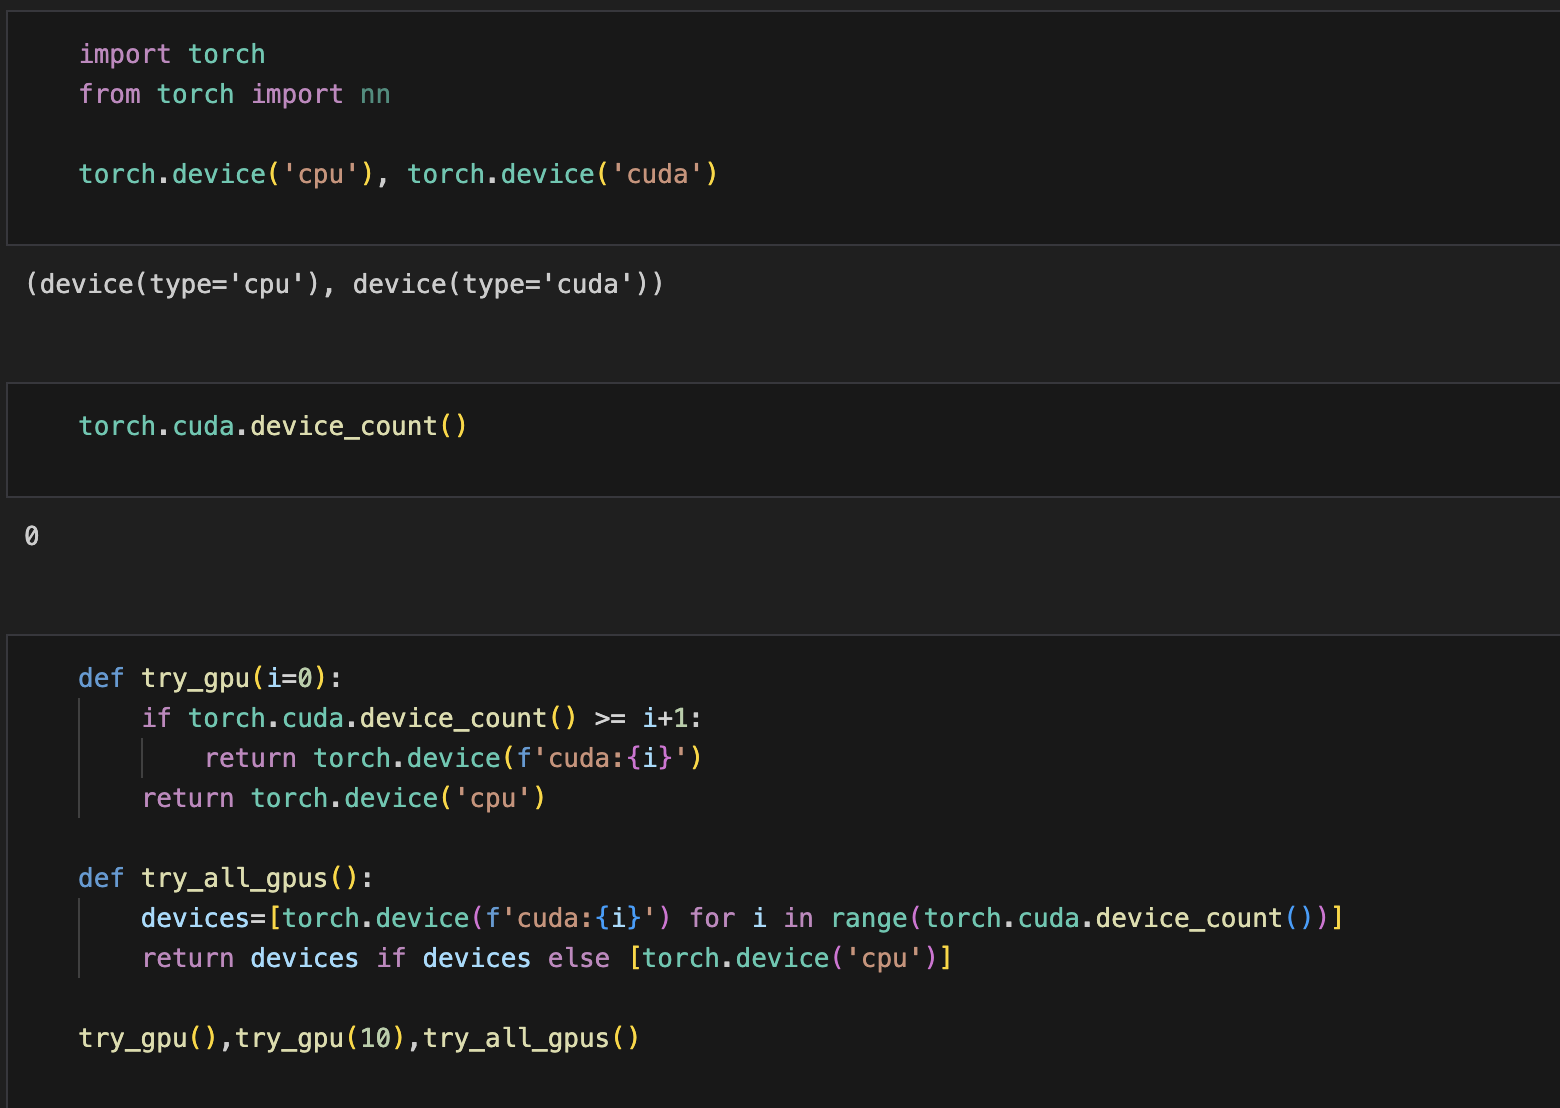 import torch
from torch import nn
torch.device('cpu'), torch.device('cuda')
(device(type='cpu'), device(type='cuda'))
torch.cuda.device_count()
0
def try_gpu(i=0):
    if torch.cuda.device_count() >= i+1:
        return torch.device(f'cuda:{i}')
    return torch.device('cpu')
def try_all_gpus():
    devices=[torch.device(f'cuda:{i}') for i in range(torch.cuda.device_count())]
    return devices if devices else [torch.device('cpu')]
try_gpu(),try_gpu(10),try_all_gpus()